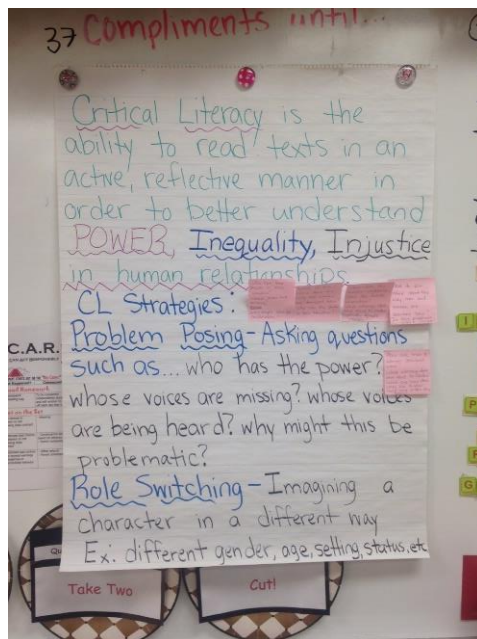 37 Compliments until...
Critical Literacy is the
ability to read texts in an
active, reflective manner in
order to better understand
POWER, Inequality, Injustice
in human relationships.
CL Strategies:
Problem Posing - Asking questions
such as... who has the power?
whose voices are missing? whose voices
are being heard? why might this be
problematic?
Role Switching - Imagining a
character in a different way
Ex: different gender, age, setting, status, etc
C.A.R.
Take Two
Cut!
I
P
F
G